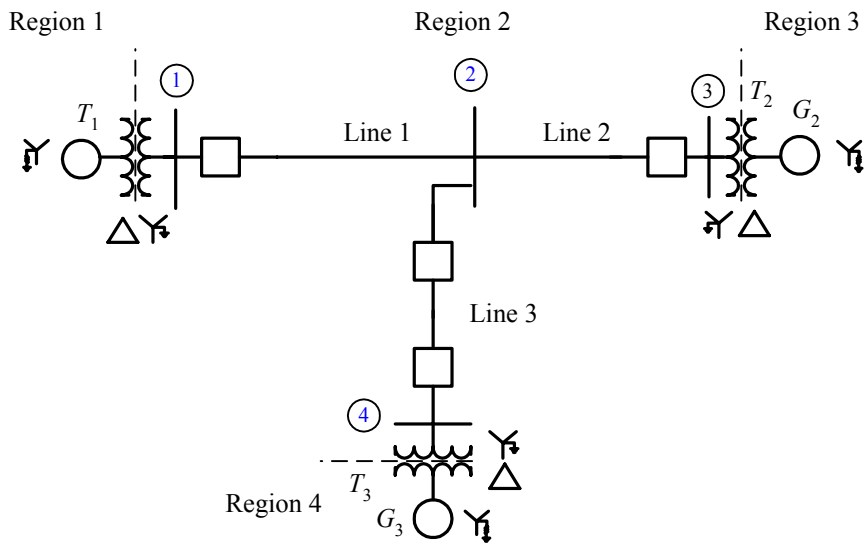 Region 1
Region 2
Region 3
1
2
3
T1
T2
G2
Line 1
Line 2
Line 3
4
T3
Region 4
G3